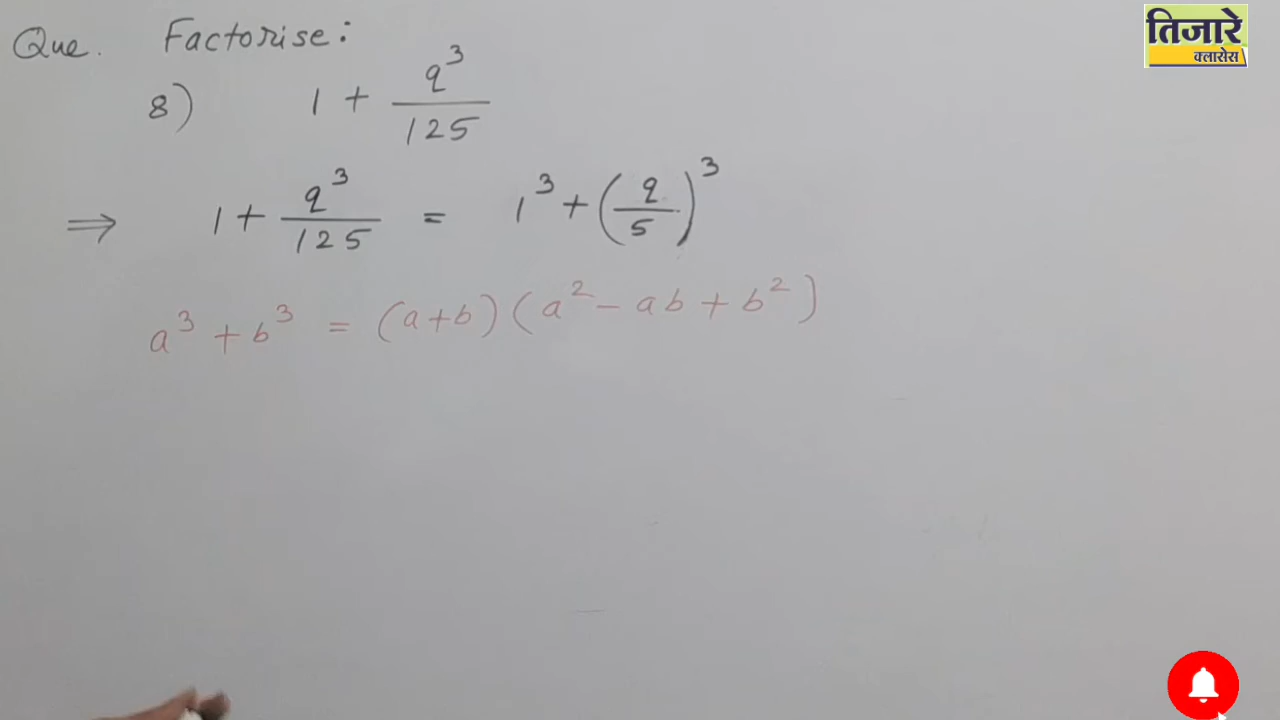 Que. Factorise:
8) 1 + q³/125
⇒ 1 + q³/125 = 1³ + (q/5)³
a³ + b³ = (a+b)(a² - ab + b²)
तिजारे
क्लासेस